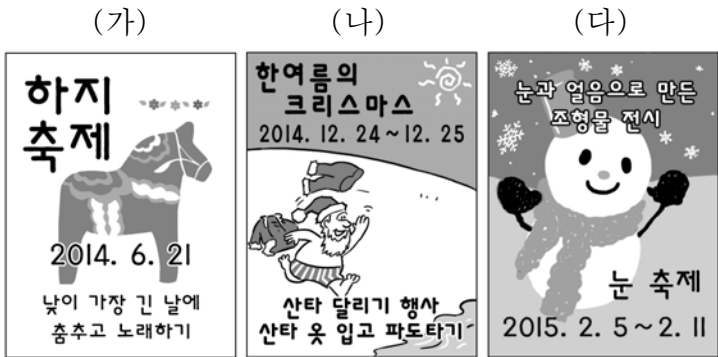 (가)
하지
축제
2014. 6. 21
낮이 가장 긴 날에
춤추고 노래하기
(나)
한여름의
크리스마스
2014. 12. 24~12. 25
산타 달리기 행사
산타 옷 입고 파도타기
(다)
눈과 얼음으로 만든
조형물 전시
눈 축제
2015. 2. 5~2. 11